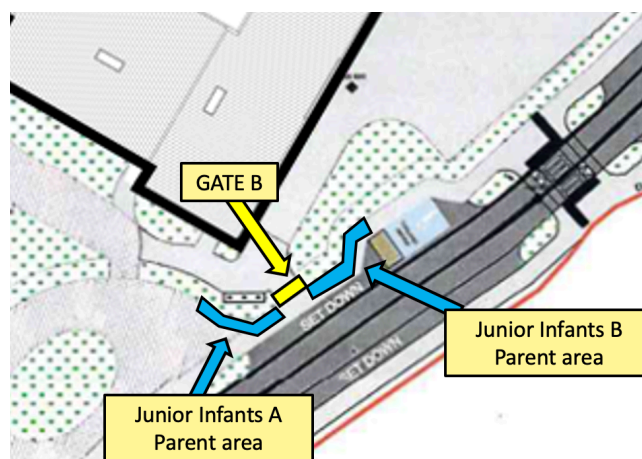 GATE B
SET DOWN
Junior Infants B
Parent area
SET DOWN
Junior Infants A
Parent area